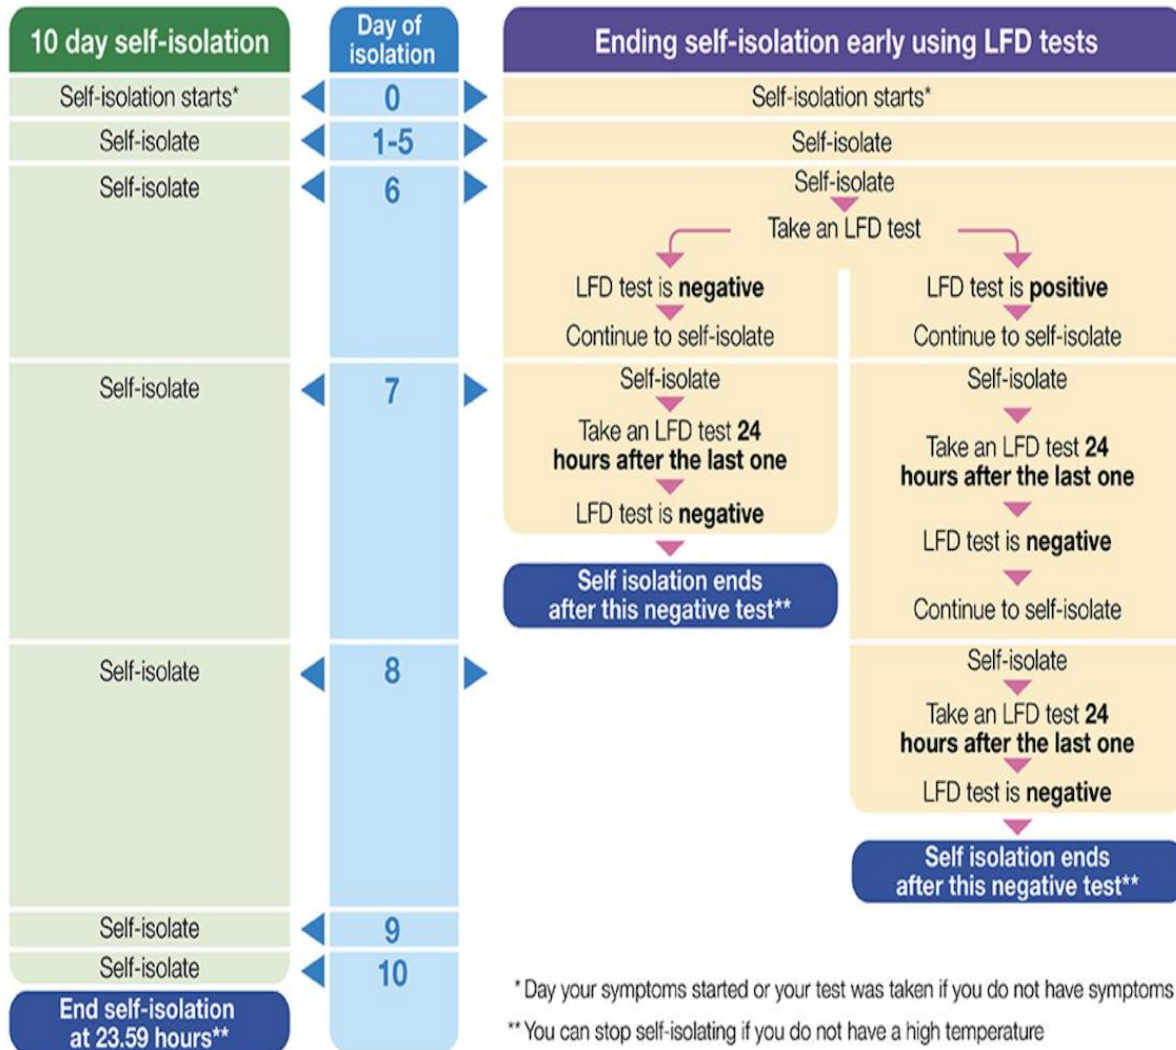 10 day self-isolation
Day of
isolation
Ending self-isolation early using LFD tests
Self-isolation starts*
0
Self-isolation starts*
Self-isolate
1-5
Self-isolate
Self-isolate
6
Self-isolate
Take an LFD test
LFD test is negative
Continue to self-isolate
LFD test is positive
Continue to self-isolate
Self-isolate
7
Self-isolate
Take an LFD test 24
hours after the last one
LFD test is negative
Self isolation ends
after this negative test**
Self-isolate
Take an LFD test 24
hours after the last one
LFD test is negative
Continue to self-isolate
Self-isolate
8
Self-isolate
Take an LFD test 24
hours after the last one
LFD test is negative
Self isolation ends
after this negative test**
Self-isolate
9
Self-isolate
10
End self-isolation
at 23.59 hours**
* Day your symptoms started or your test was taken if you do not have symptoms
** You can stop self-isolating if you do not have a high temperature